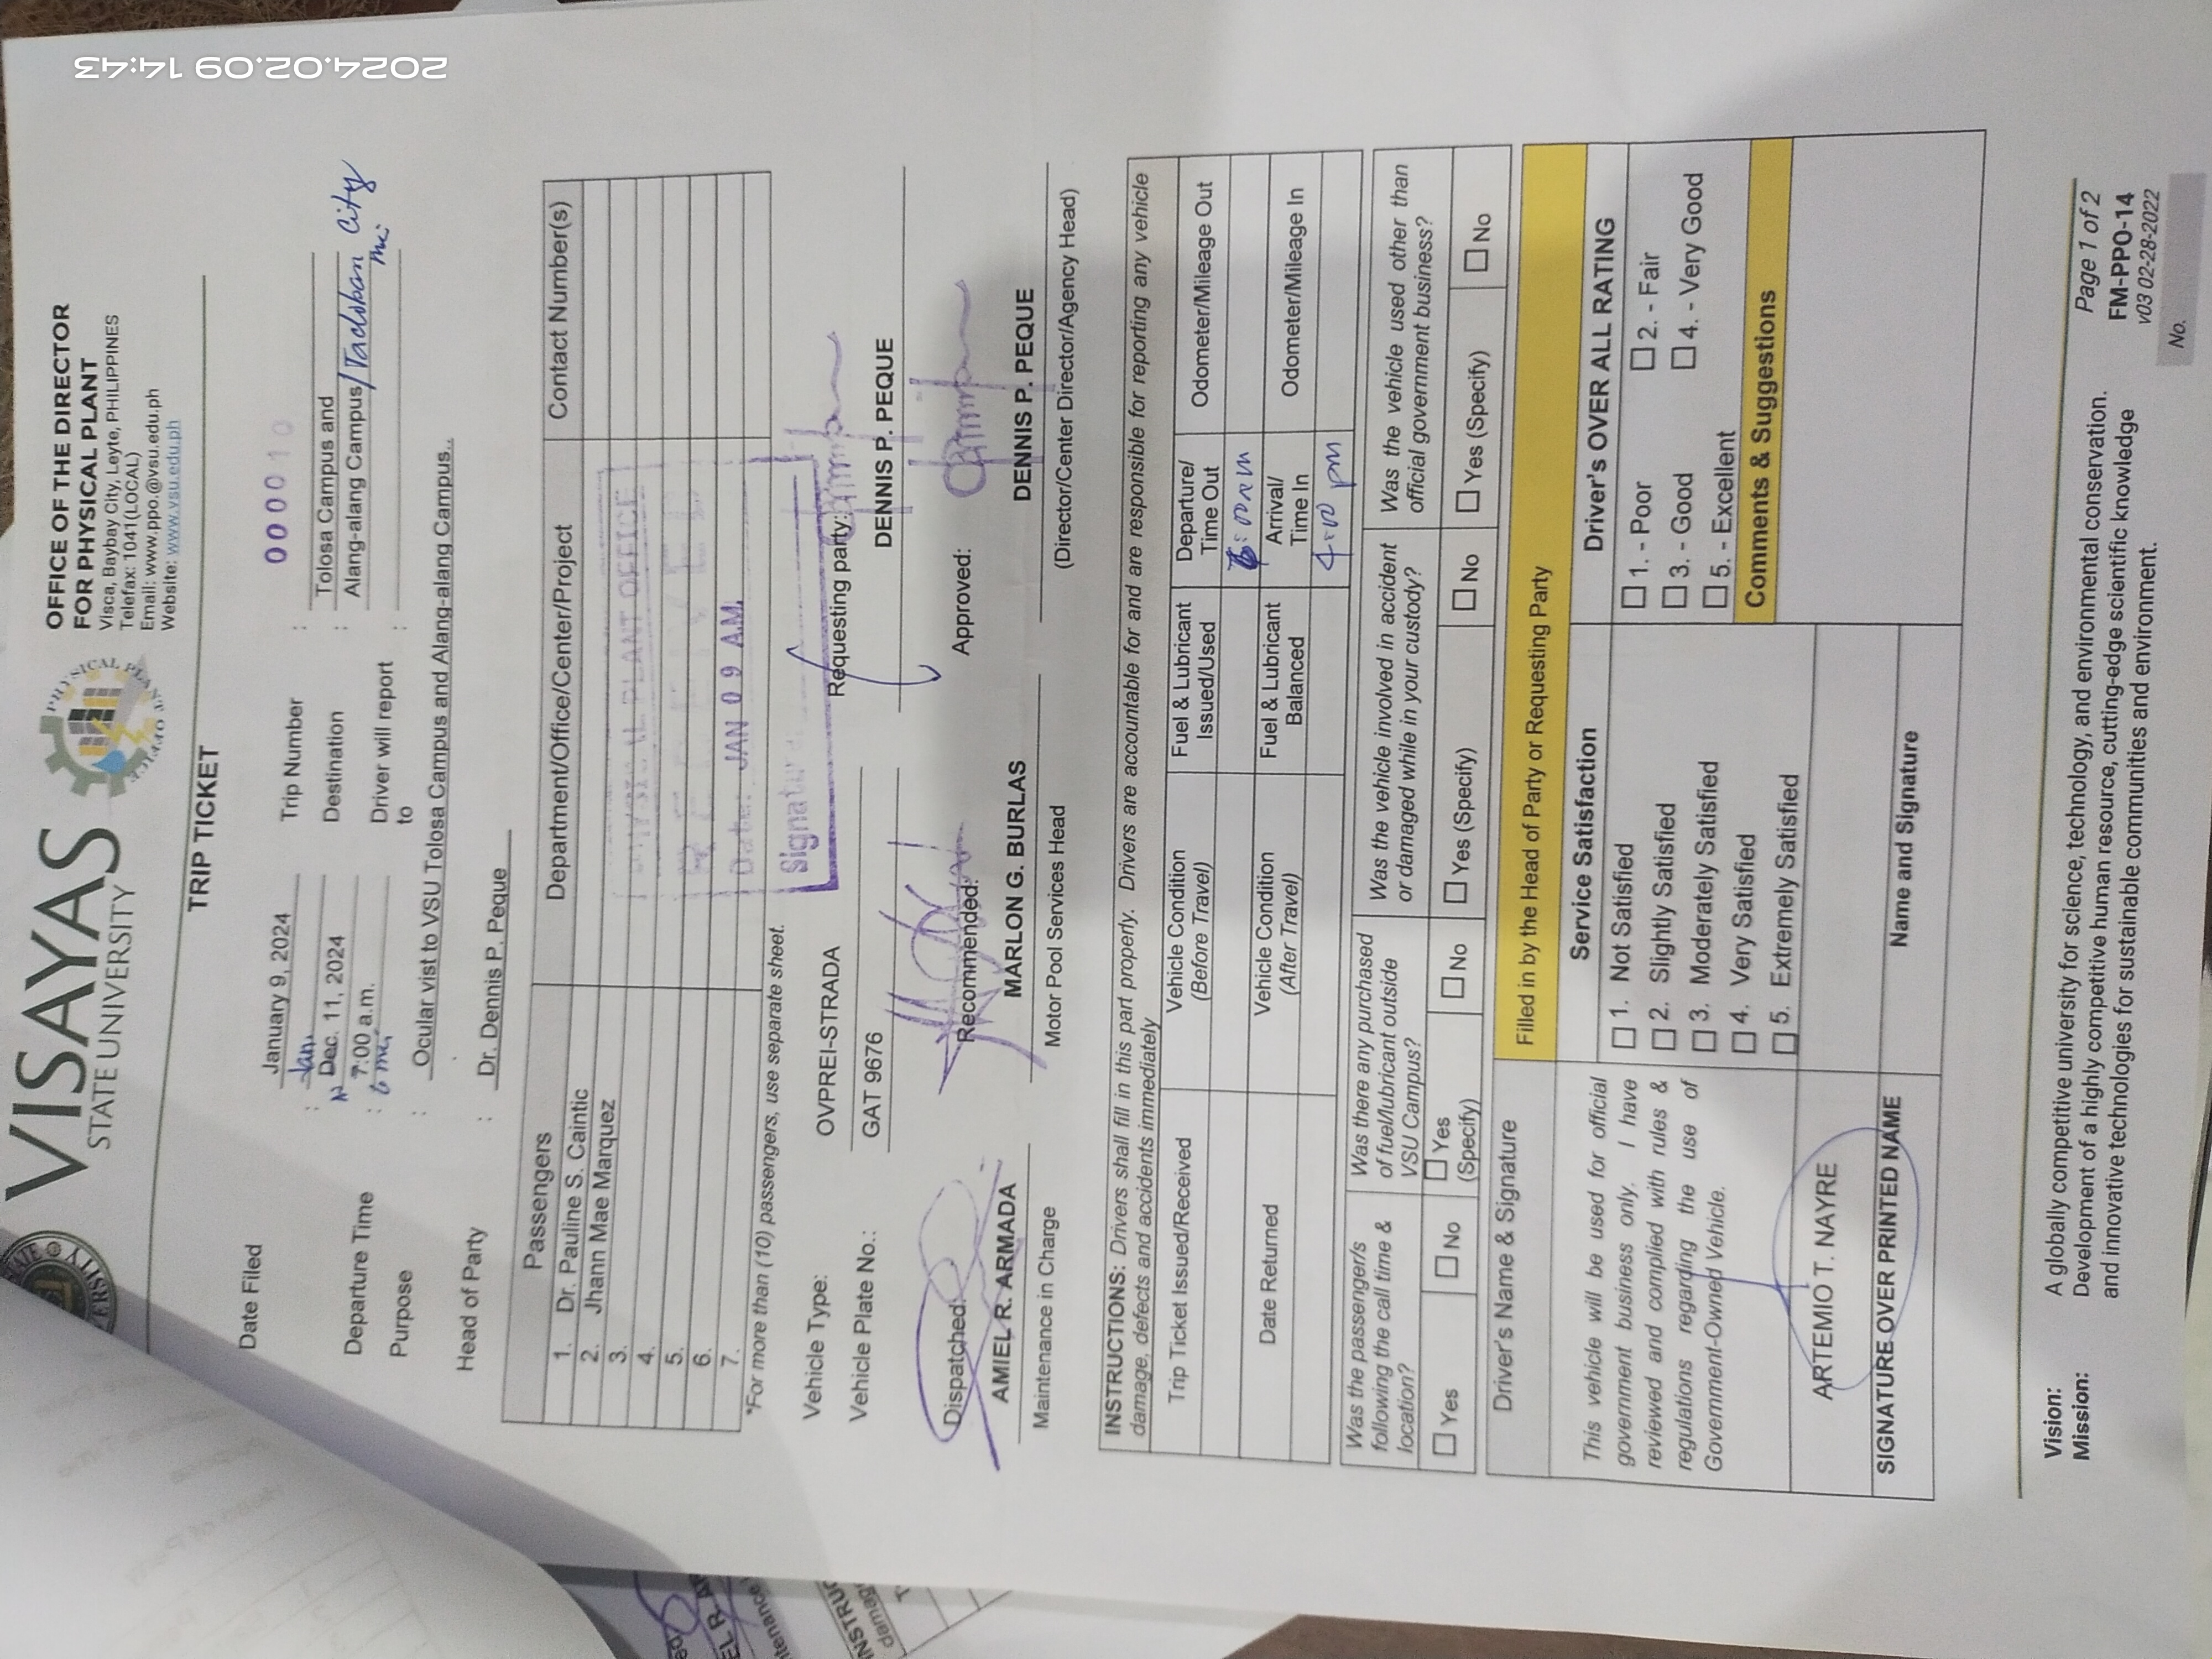 2024.02.09 14:43
VISAYAS
STATE UNIVERSITY
PHYSICAL PLANT OFFICE
OFFICE OF THE DIRECTOR
FOR PHYSICAL PLANT
Visca, Baybay City, Leyte, PHILIPPINES
Telefax: 1041(LOCAL)
Email: www.ppo.@vsu.edu.ph
Website: www.vsu.edu.ph
TRIP TICKET
00010
Date Filed : January 9, 2024 Trip Number :
Jan Dec. 11, 2024 Destination : Tolosa Campus and
Alang-alang Campus/Tacloban City
Departure Time : 7:00 a.m. Driver will report to :
Purpose : Ocular vist to VSU Tolosa Campus and Alang-alang Campus..
Head of Party : Dr. Dennis P. Peque
Passengers Department/Office/Center/Project Contact Number(s)
1. Dr. Pauline S. Caintic
2. Jhann Mae Marquez
3.
4.
5.
6.
7.
PHYSICAL PLANT OFFICE
Date: JAN 09 A.M.
Signature:
*For more than (10) passengers, use separate sheet.
Vehicle Type: OVPREI-STRADA Requesting party:
Vehicle Plate No.: GAT 9676 DENNIS P. PEQUE
Dispatched: Recommended: Approved:
AMIEL R. ARMADA MARLON G. BURLAS DENNIS P. PEQUE
Maintenance in Charge Motor Pool Services Head (Director/Center Director/Agency Head)
INSTRUCTIONS: Drivers shall fill in this part properly. Drivers are accountable for and are responsible for reporting any vehicle
damage, defects and accidents immediately
Trip Ticket Issued/Received Vehicle Condition (Before Travel) Fuel & Lubricant Issued/Used Departure/ Time Out Odometer/Mileage Out
Date Returned Vehicle Condition (After Travel) Fuel & Lubricant Balanced Arrival/ Time In Odometer/Mileage In
4:00 pm
Was the passenger/s following the call time & location? Was there any purchased of fuel/lubricant outside VSU Campus? Was the vehicle involved in accident or damaged while in your custody? Was the vehicle used other than official government business?
Yes No Yes (Specify) No Yes (Specify) No Yes (Specify) No
Driver's Name & Signature Filled in by the Head of Party or Requesting Party
This vehicle will be used for official
government business only. I have
reviewed and complied with rules &
regulations regarding the use of
Government-Owned Vehicle.
Service Satisfaction
1. Not Satisfied
2. Slightly Satisfied
3. Moderately Satisfied
4. Very Satisfied
5. Extremely Satisfied
Driver's OVER ALL RATING
1. - Poor 2. - Fair
3. - Good 4. - Very Good
5. - Excellent
Comments & Suggestions
ARTEMIO T. NAYRE
SIGNATURE OVER PRINTED NAME Name and Signature
Vision: A globally competitive university for science, technology, and environmental conservation.
Mission: Development of a highly competitive human resource, cutting-edge scientific knowledge
and innovative technologies for sustainable communities and environment.
Page 1 of 2
FM-PPO-14
v03 02-28-2022
No.